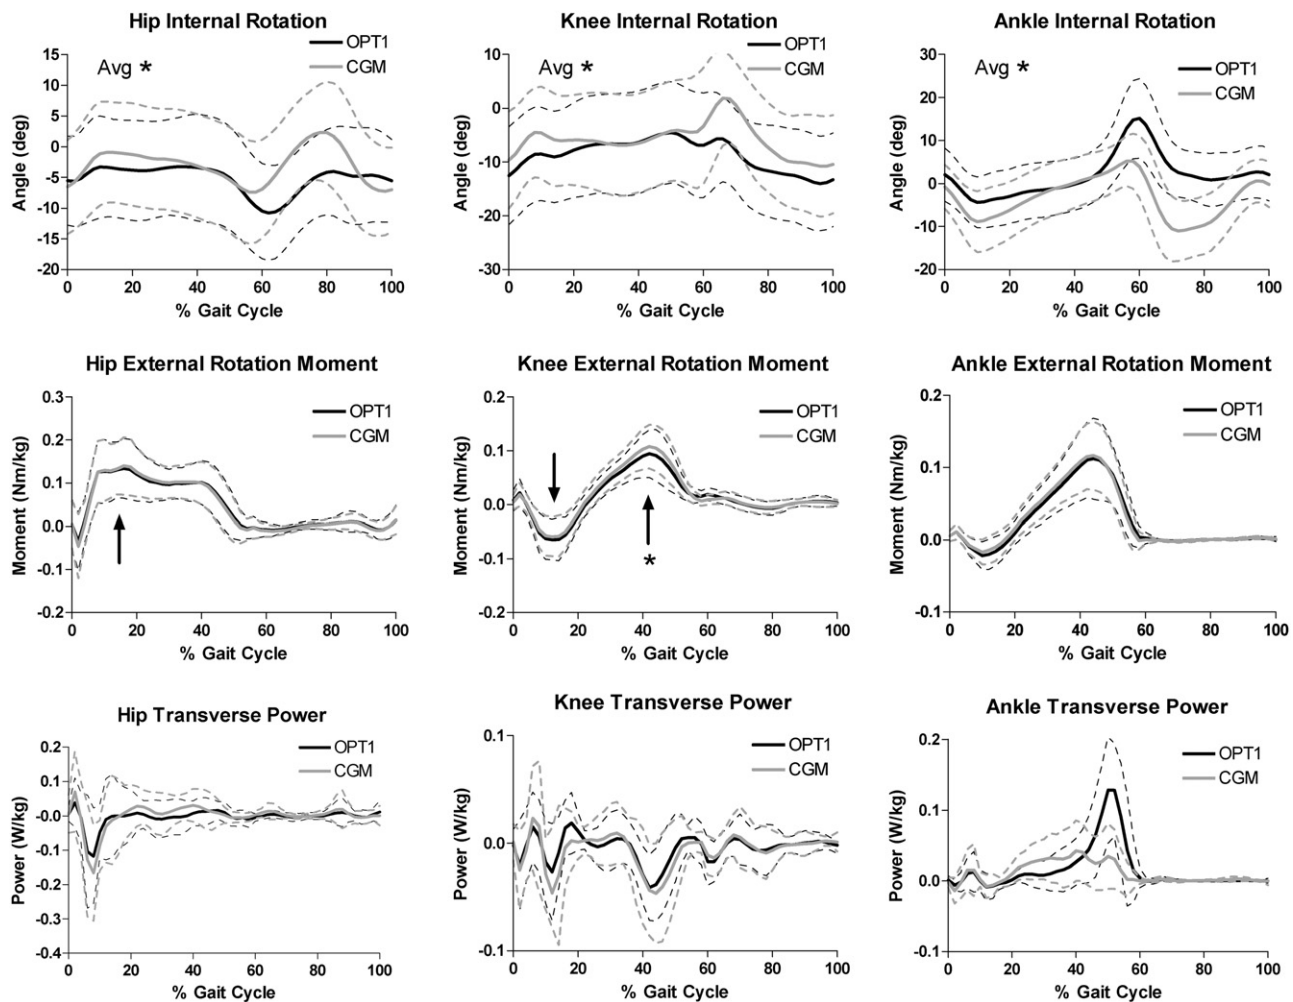 Hip Internal Rotation
Avg *
OPT1
CGM
Angle (deg)
15
10
5
0
-5
-10
-15
-20
0 20 40 60 80 100
% Gait Cycle
Knee Internal Rotation
Avg *
OPT1
CGM
Angle (deg)
10
0
-10
-20
-30
0 20 40 60 80 100
% Gait Cycle
Ankle Internal Rotation
Avg *
OPT1
CGM
Angle (deg)
30
20
10
0
-10
-20
0 20 40 60 80 100
% Gait Cycle
Hip External Rotation Moment
OPT1
CGM
Moment (Nm/kg)
0.3
0.2
0.1
0.0
-0.1
-0.2
0 20 40 60 80 100
% Gait Cycle
Knee External Rotation Moment
OPT1
CGM
Moment (Nm/kg)
0.2
0.1
0.0
-0.1
-0.2
*
0 20 40 60 80 100
% Gait Cycle
Ankle External Rotation Moment
OPT1
CGM
Moment (Nm/kg)
0.2
0.1
0.0
-0.1
0 20 40 60 80 100
% Gait Cycle
Hip Transverse Power
OPT1
CGM
Power (W/kg)
0.2
0.1
-0.0
-0.1
-0.2
-0.3
-0.4
0 20 40 60 80 100
% Gait Cycle
Knee Transverse Power
OPT1
CGM
Power (W/kg)
0.1
0.0
-0.1
0 20 40 60 80 100
% Gait Cycle
Ankle Transverse Power
OPT1
CGM
Power (W/kg)
0.2
0.1
0.0
-0.1
0 20 40 60 80 100
% Gait Cycle